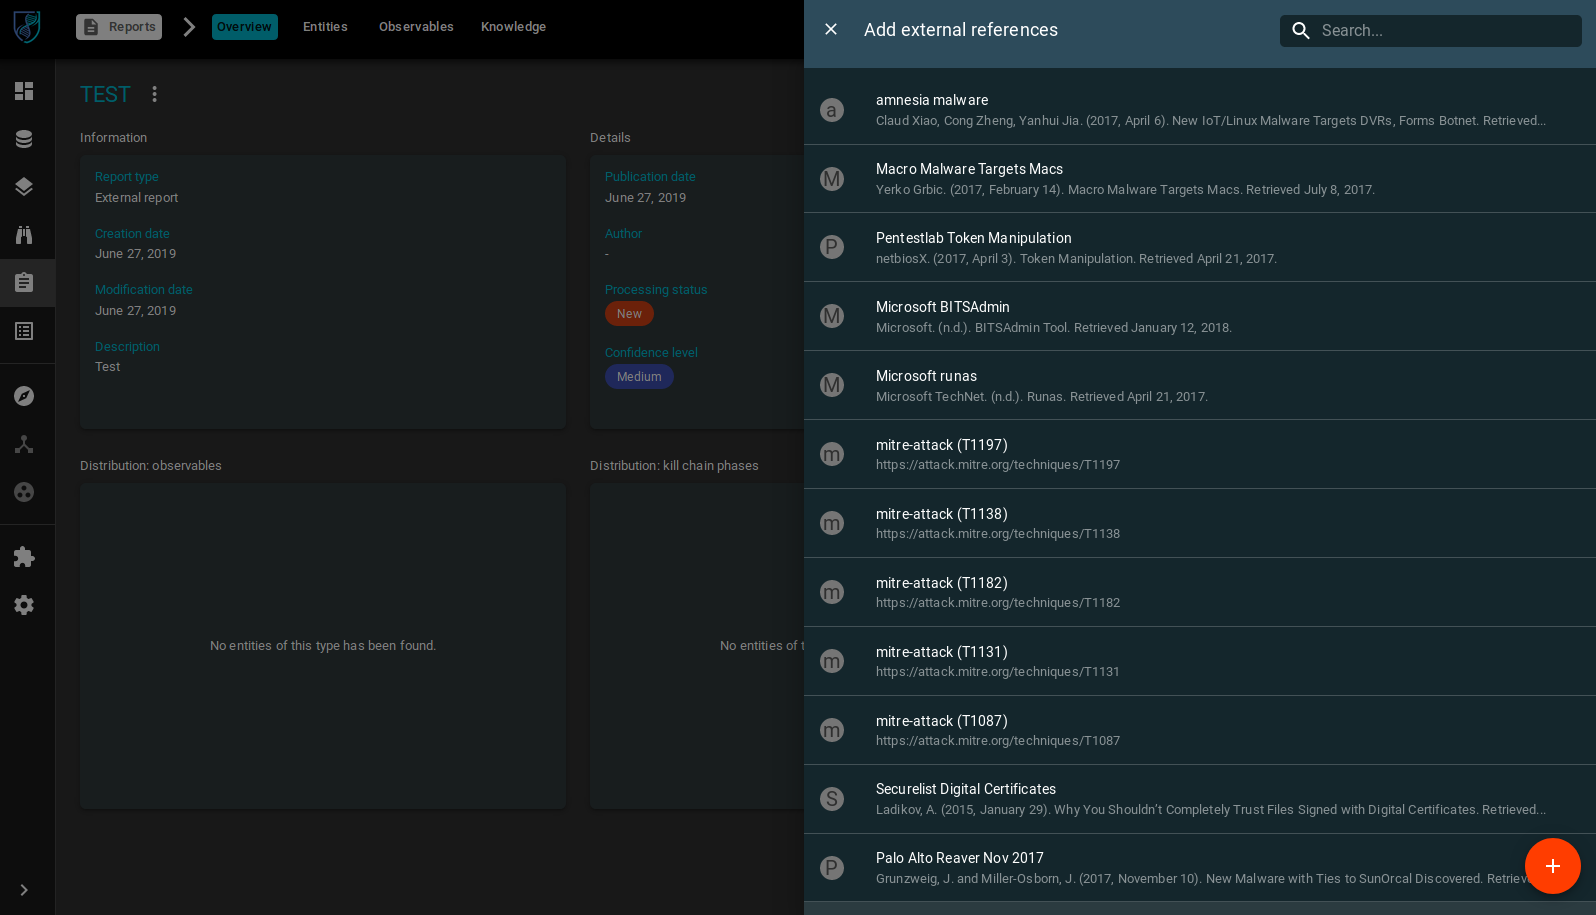 Reports
Overview
Entities
Observables
Knowledge
TEST
Information
Report type
External report
Creation date
June 27, 2019
Modification date
June 27, 2019
Description
Test
Details
Publication date
June 27, 2019
Author
-
Processing status
New
Confidence level
Medium
Distribution: observables
No entities of this type has been found.
Distribution: kill chain phases
No entities of t
Add external references
Search...
a
amnesia malware
Claud Xiao, Cong Zheng, Yanhui Jia. (2017, April 6). New IoT/Linux Malware Targets DVRs, Forms Botnet. Retrieved...
M
Macro Malware Targets Macs
Yerko Grbic. (2017, February 14). Macro Malware Targets Macs. Retrieved July 8, 2017.
P
Pentestlab Token Manipulation
netbiosX. (2017, April 3). Token Manipulation. Retrieved April 21, 2017.
M
Microsoft BITSAdmin
Microsoft. (n.d.). BITSAdmin Tool. Retrieved January 12, 2018.
M
Microsoft runas
Microsoft TechNet. (n.d.). Runas. Retrieved April 21, 2017.
m
mitre-attack (T1197)
https://attack.mitre.org/techniques/T1197
m
mitre-attack (T1138)
https://attack.mitre.org/techniques/T1138
m
mitre-attack (T1182)
https://attack.mitre.org/techniques/T1182
m
mitre-attack (T1131)
https://attack.mitre.org/techniques/T1131
m
mitre-attack (T1087)
https://attack.mitre.org/techniques/T1087
S
Securelist Digital Certificates
Ladikov, A. (2015, January 29). Why You Shouldn’t Completely Trust Files Signed with Digital Certificates. Retrieved...
P
Palo Alto Reaver Nov 2017
Grunzweig, J. and Miller-Osborn, J. (2017, November 10). New Malware with Ties to SunOrcal Discovered. Retriev